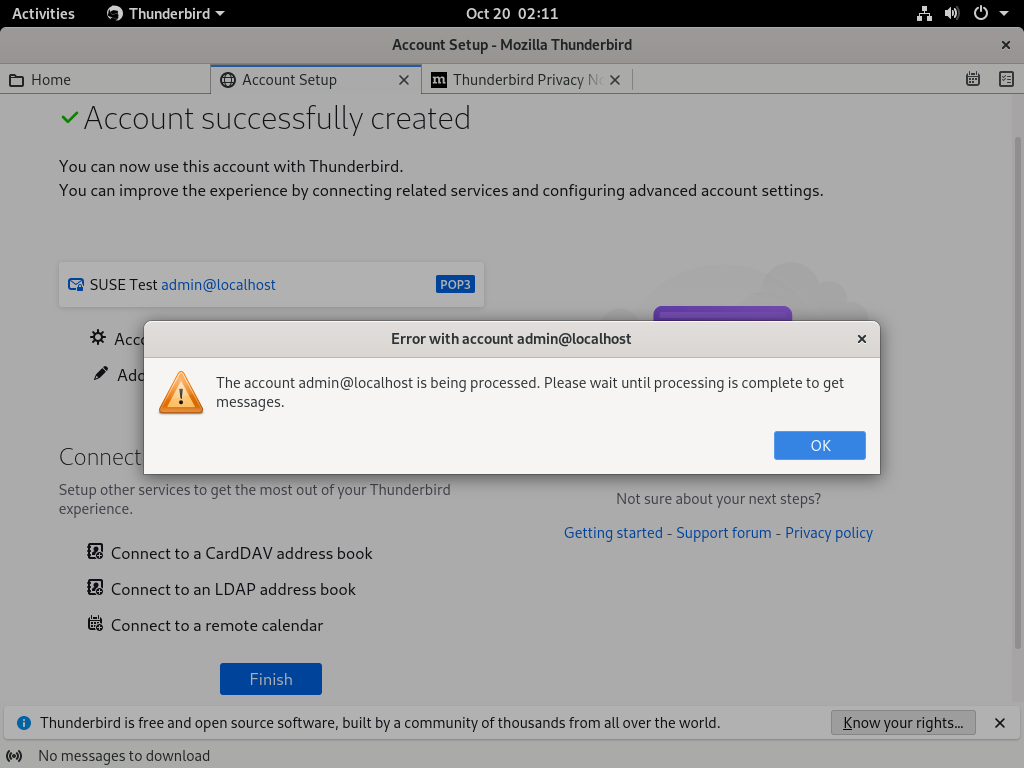 Activities
Thunderbird
Oct 20 02:11
Account Setup - Mozilla Thunderbird
Home
Account Setup
Thunderbird Privacy
Account successfully created
You can now use this account with Thunderbird.
You can improve the experience by connecting related services and configuring advanced account settings.
SUSE Test admin@localhost
POP3
Error with account admin@localhost
The account admin@localhost is being processed. Please wait until processing is complete to get
messages.
OK
Connect
Setup other services to get the most out of your Thunderbird
experience.
Connect to a CardDAV address book
Connect to an LDAP address book
Connect to a remote calendar
Finish
Not sure about your next steps?
Getting started - Support forum - Privacy policy
Thunderbird is free and open source software, built by a community of thousands from all over the world.
Know your rights...
No messages to download